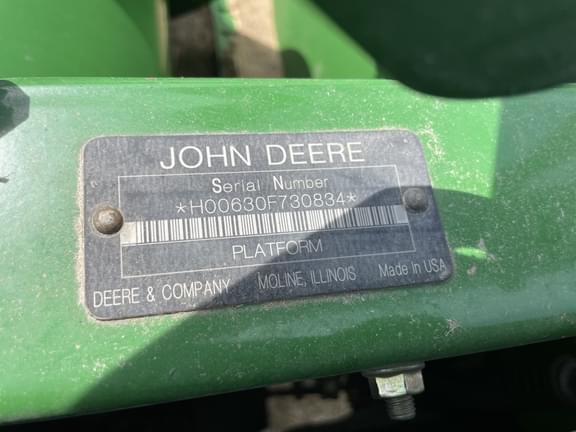 JOHN DEERE
Serial Number
*H00630F730834*
PLATFORM
DEERE & COMPANY MOLINE, ILLINOIS Made In USA